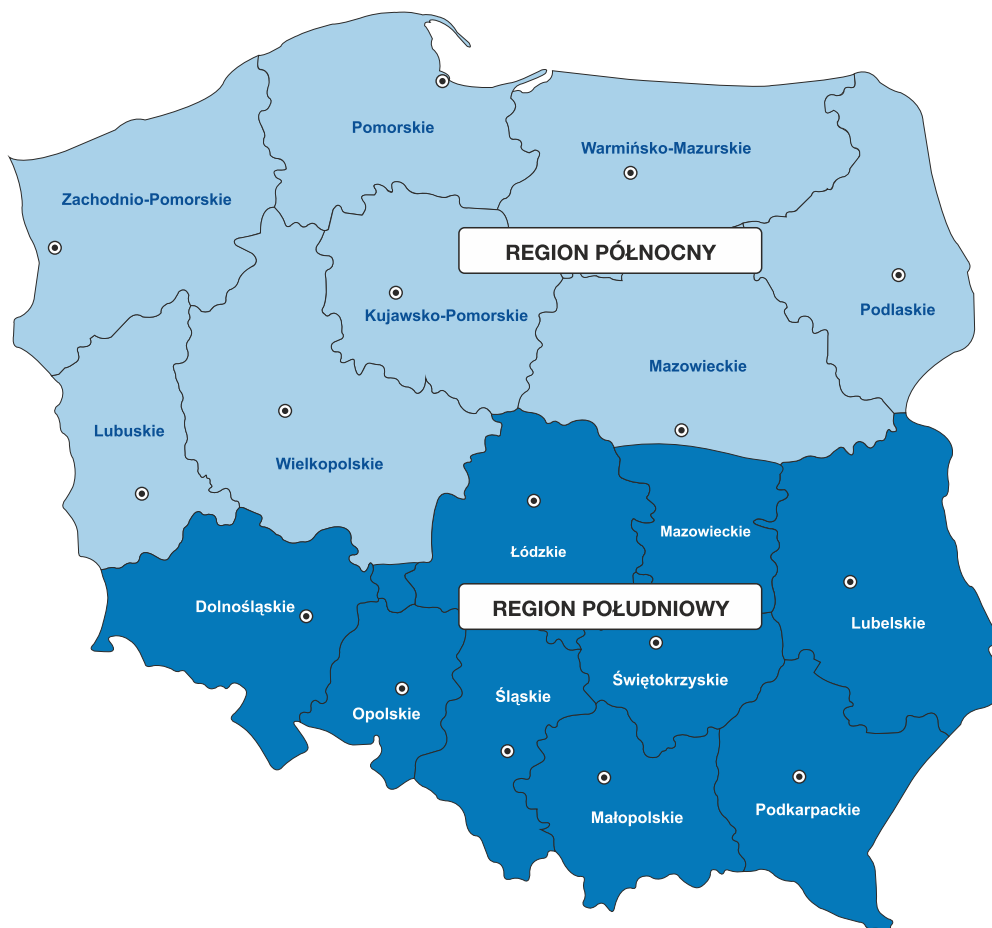 Pomorskie
Warmińsko-Mazurskie
Zachodnio-Pomorskie
REGION PÓŁNOCNY
Kujawsko-Pomorskie
Podlaskie
Mazowieckie
Lubuskie
Wielkopolskie
Mazowieckie
Łódzkie
Dolnośląskie
REGION POŁUDNIOWY
Lubelskie
Świętokrzyskie
Śląskie
Opolskie
Podkarpackie
Małopolskie